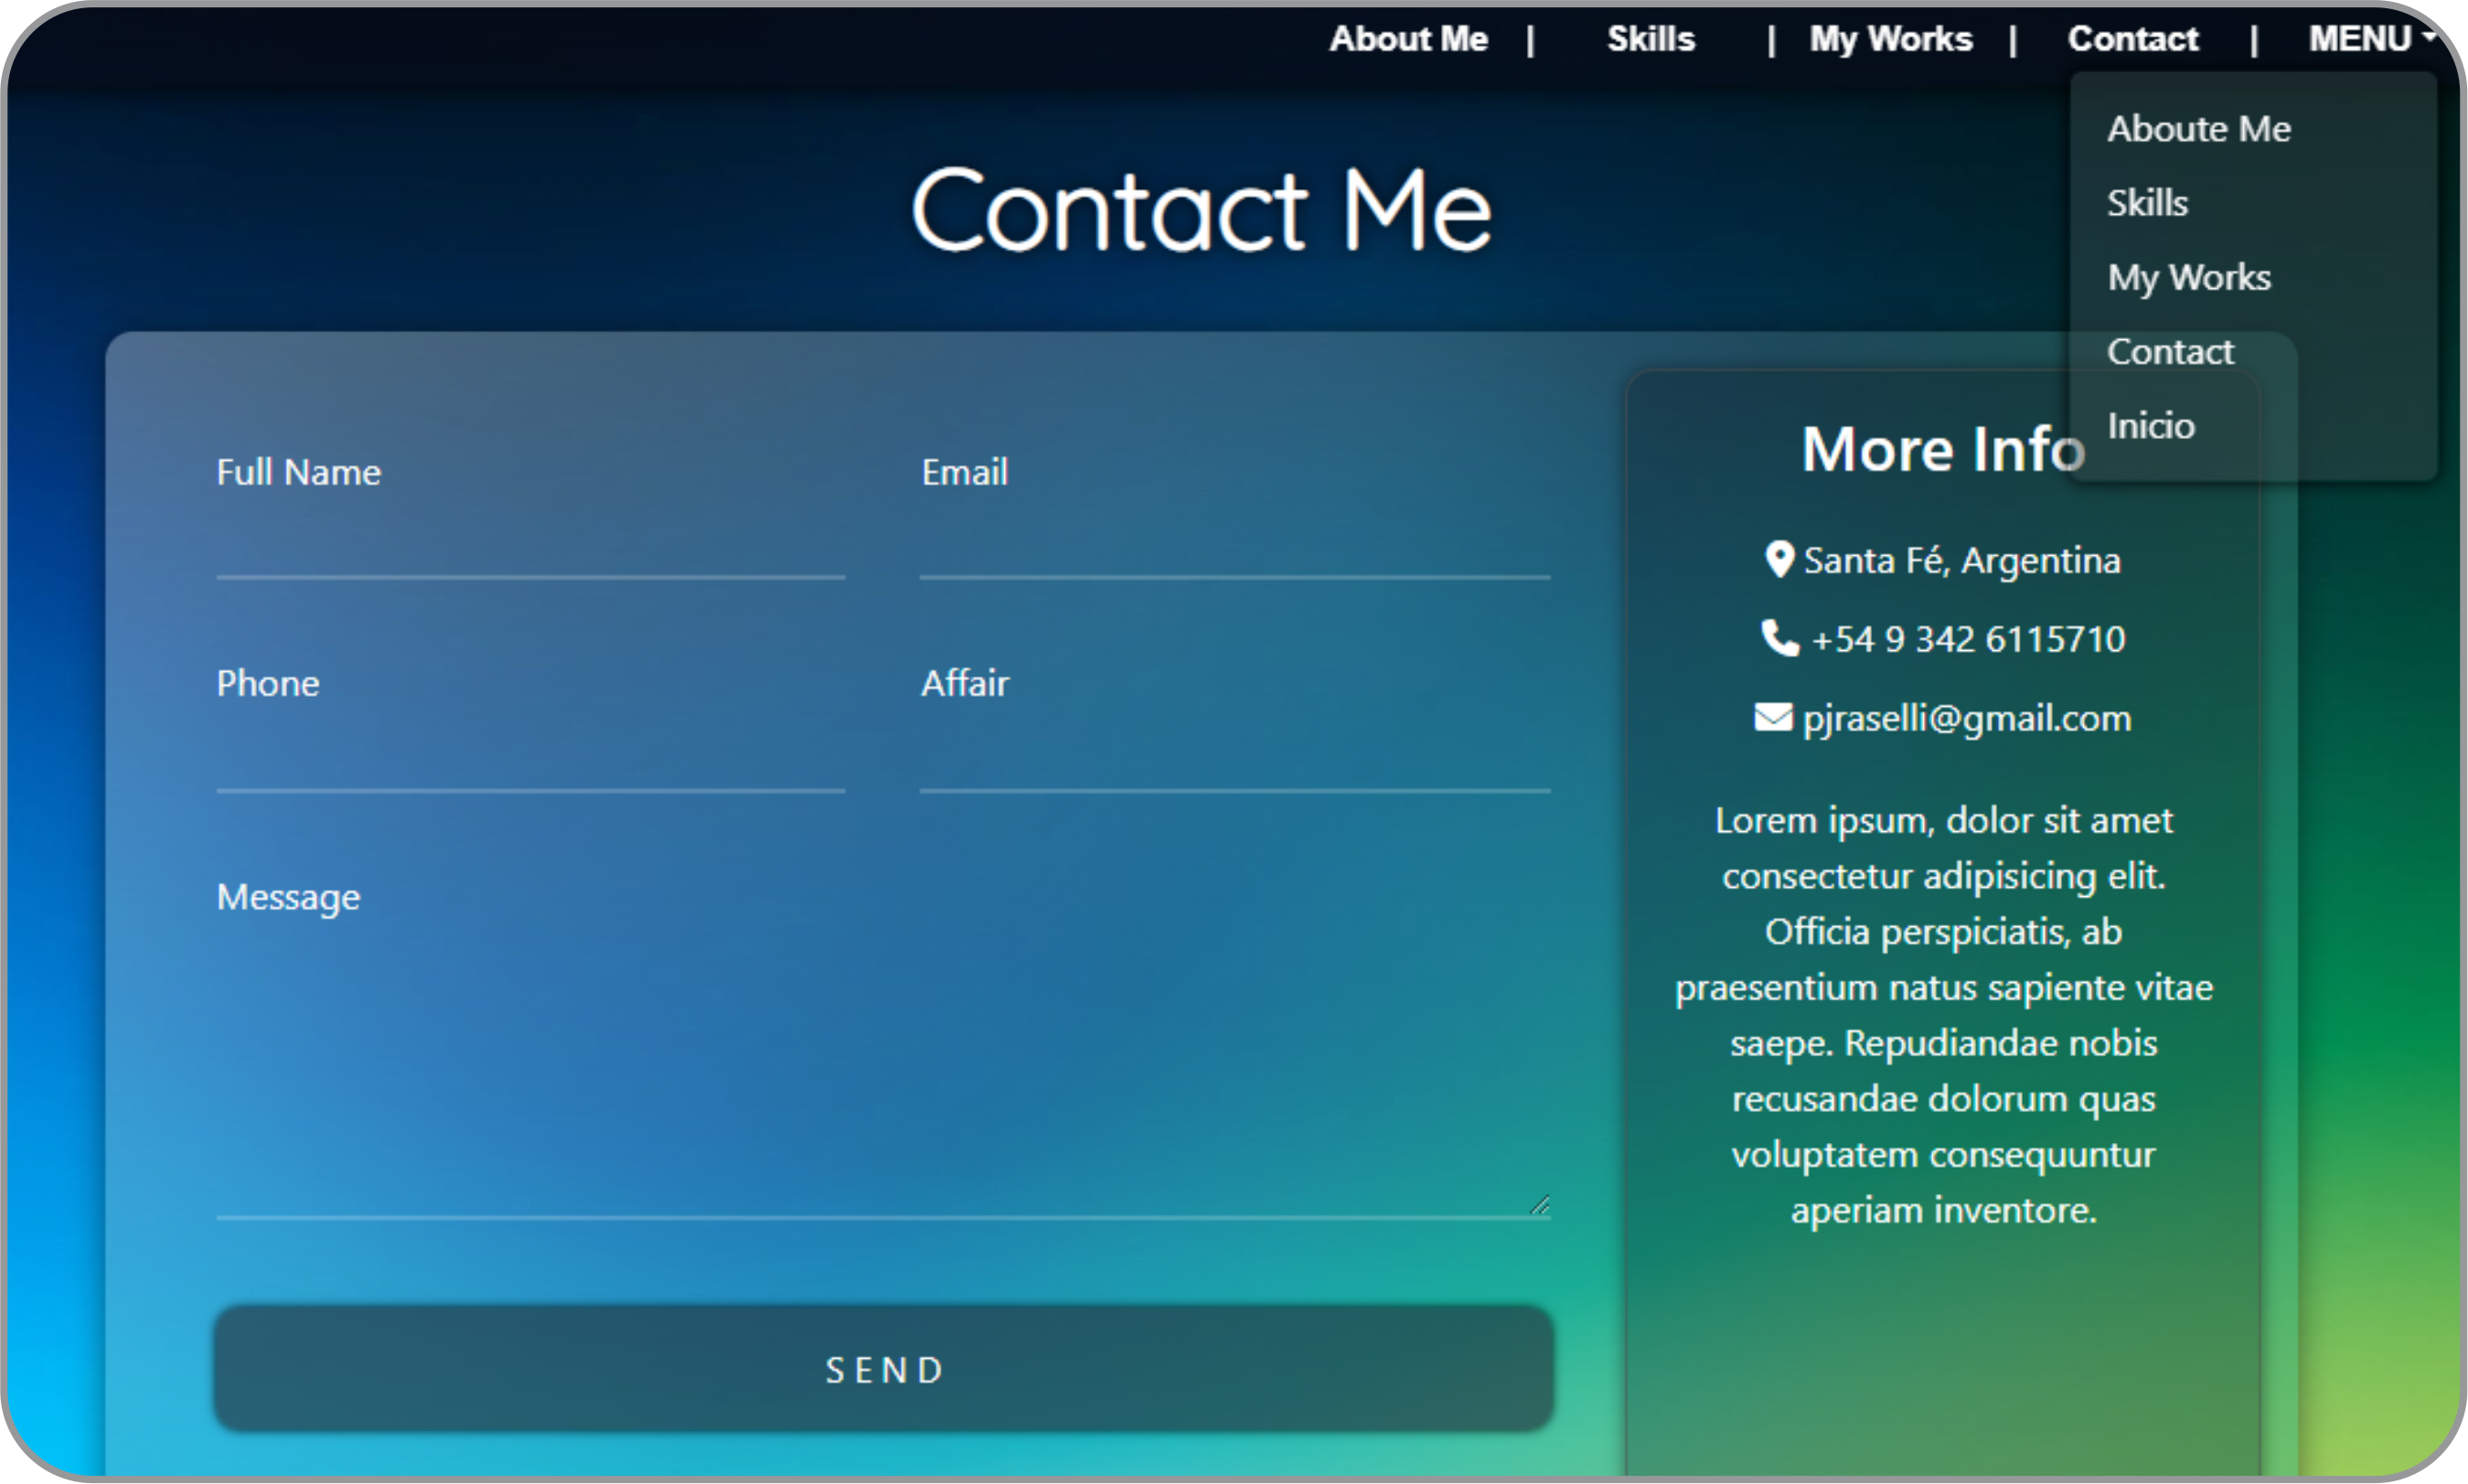 About Me | Skills | My Works | Contact | MENU
Aboute Me
Skills
My Works
Contact
Inicio
Contact Me
Full Name
Email
Phone
Affair
Message
SEND
More Info
Santa Fé, Argentina
+54 9 342 6115710
pjraselli@gmail.com
Lorem ipsum, dolor sit amet
consectetur adipisicing elit.
Officia perspiciatis, ab
praesentium natus sapiente vitae
saepe. Repudiandae nobis
recusandae dolorum quas
voluptatem consequuntur
aperiam inventore.